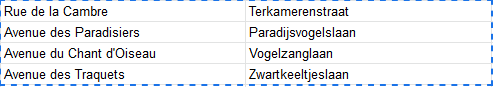 Rue de la Cambre Terkamerenstraat
Avenue des Paradisiers Paradijsvogelslaan
Avenue du Chant d'Oiseau Vogelzanglaan
Avenue des Traquets Zwartkeeltjeslaan